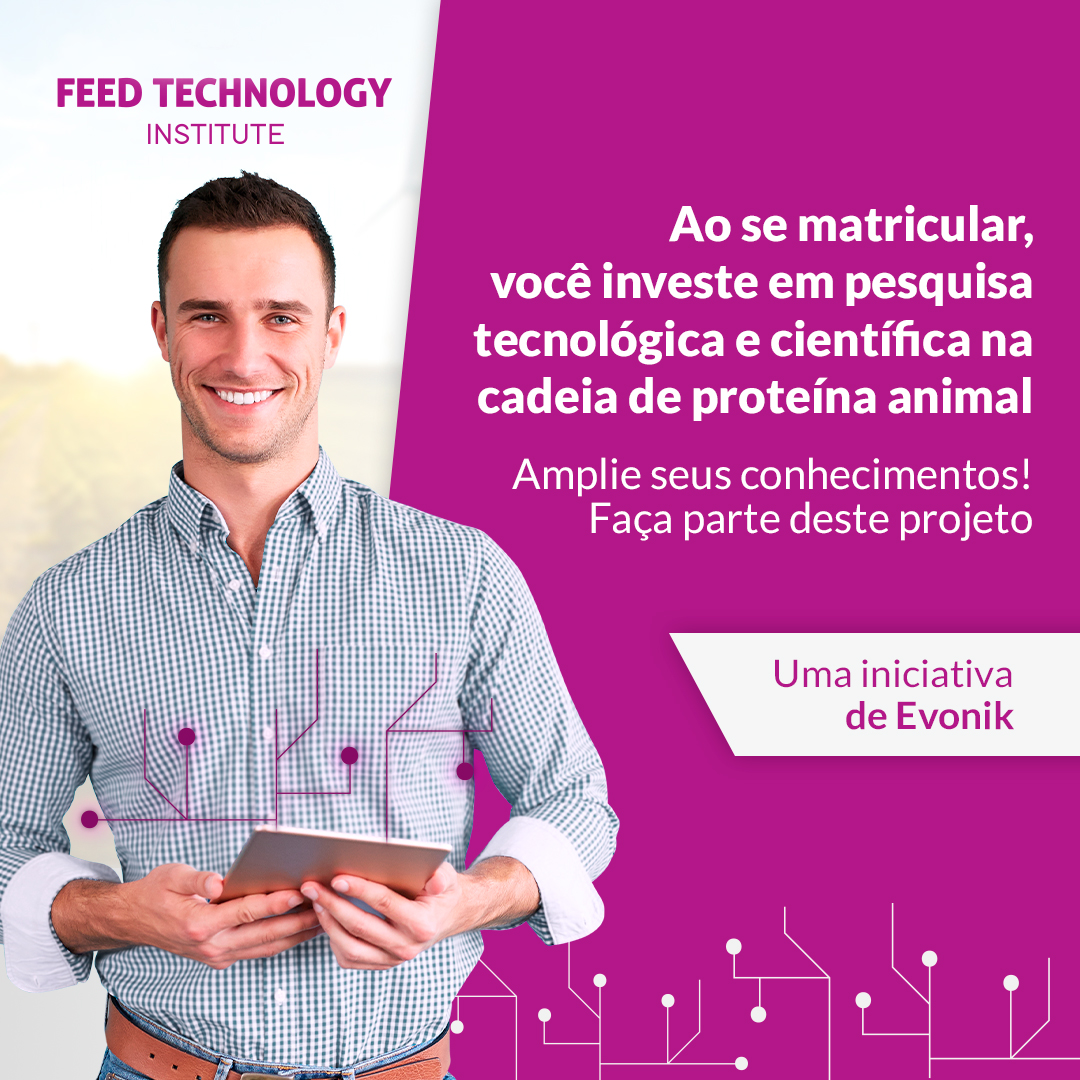 FEED TECHNOLOGY
INSTITUTE
Ao se matricular,
você investe em pesquisa
tecnológica e científica na
cadeia de proteína animal
Amplie seus conhecimentos!
Faça parte deste projeto
Uma iniciativa
de Evonik